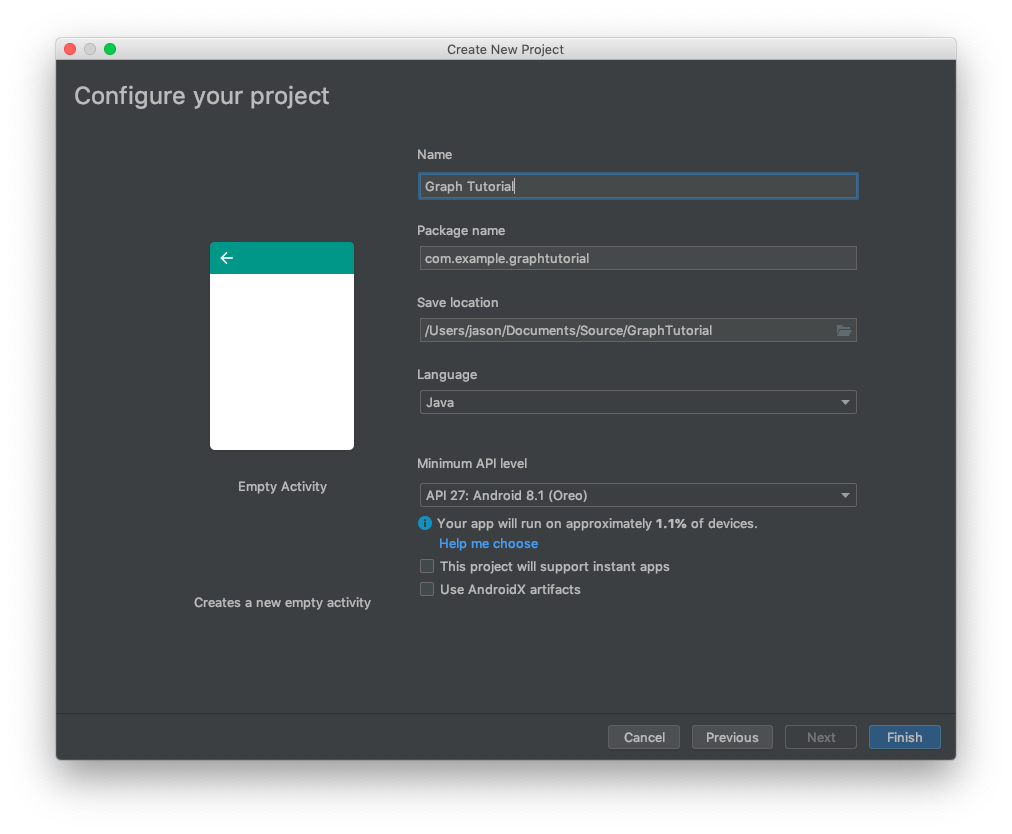 Create New Project
Configure your project
Name
Graph Tutorial
Package name
com.example.graphtutorial
Save location
/Users/jason/Documents/Source/GraphTutorial
Language
Java
Empty Activity
Minimum API level
API 27: Android 8.1 (Oreo)
Your app will run on approximately 1.1% of devices.
Help me choose
This project will support instant apps
Use AndroidX artifacts
Creates a new empty activity
Cancel Previous Next Finish